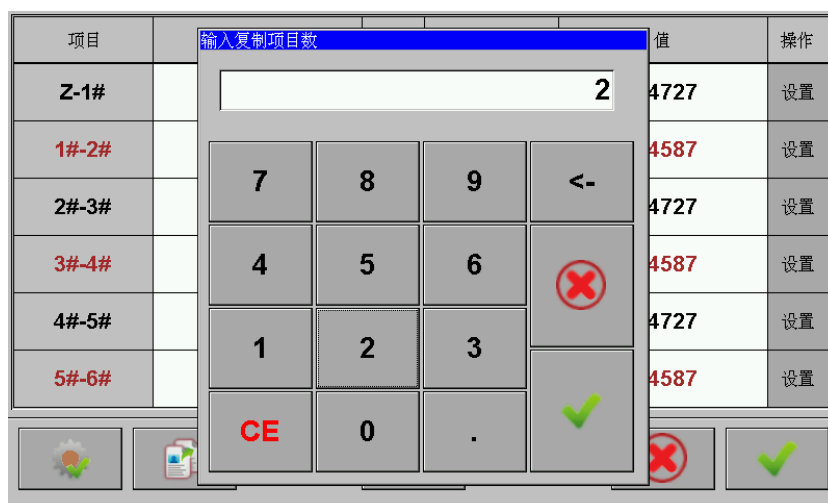 项目 输入复制项目数 值 操作
2
Z-1# 4727 设置
1#-2# 4587 设置
7 8 9 <-
2#-3# 4727 设置
3#-4# 4587 设置
4 5 6
4#-5# 4727 设置
1 2 3
5#-6# 4587 设置
CE 0 .